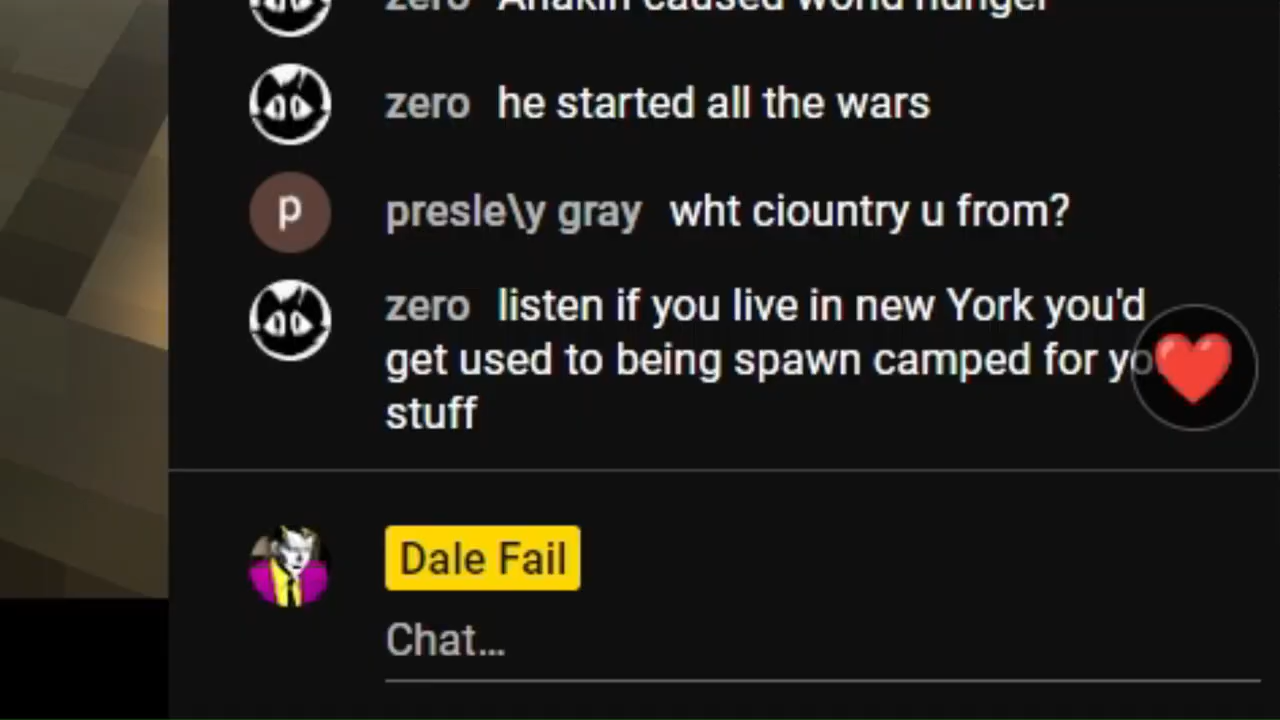 zero Anakin caused world hunger
zero he started all the wars
p presle\y gray wht ciountry u from?
zero listen if you live in new York you'd
get used to being spawn camped for
stuff
Dale Fail
Chat...